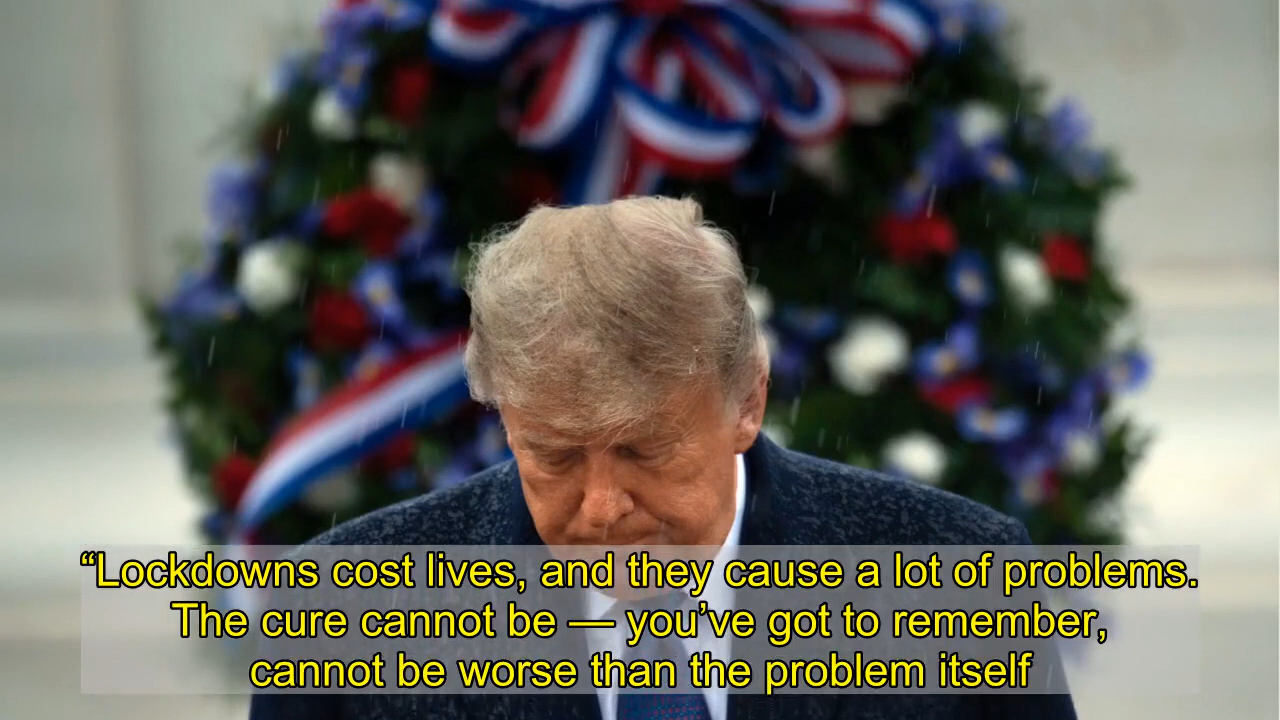 “Lockdowns cost lives, and they cause a lot of problems.
The cure cannot be — you’ve got to remember,
cannot be worse than the problem itself